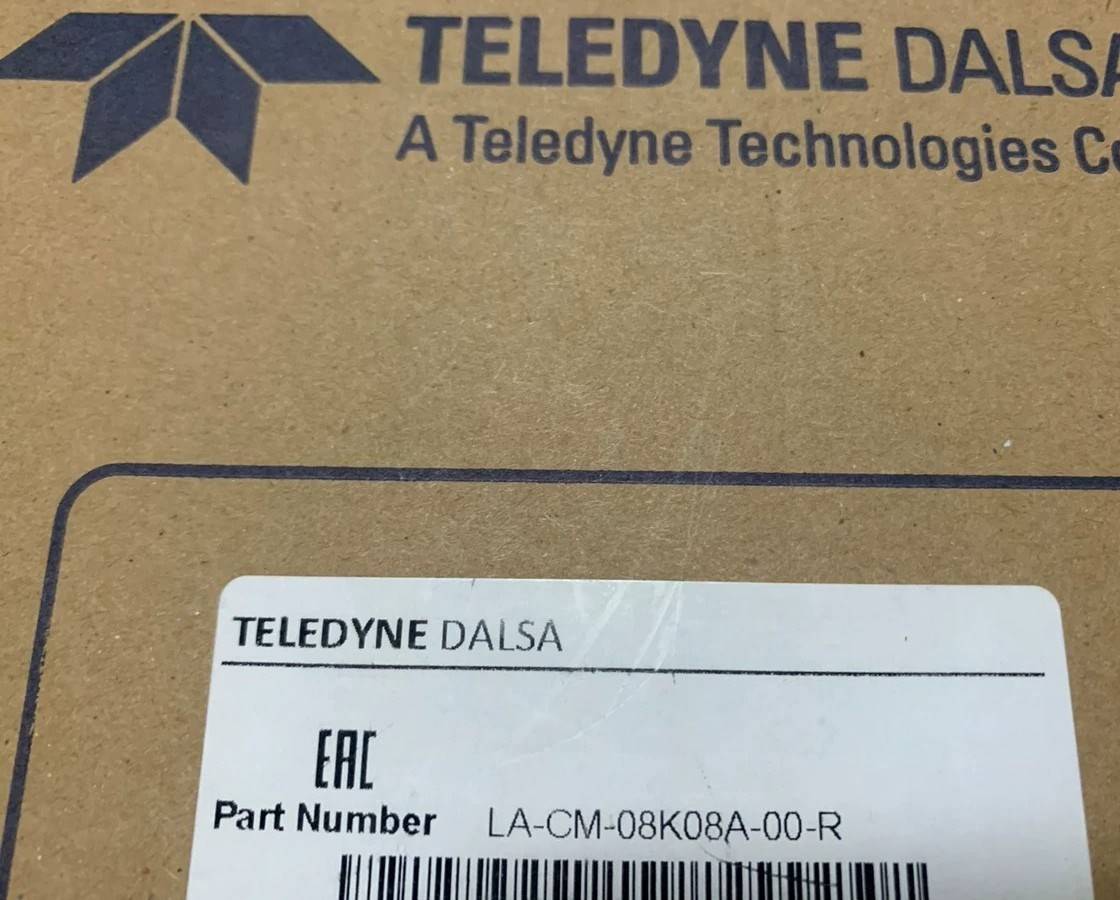 TELEDYNE DALSA
A Teledyne Technologies
TELEDYNE DALSA
EAC
Part Number LA-CM-08K08A-00-R